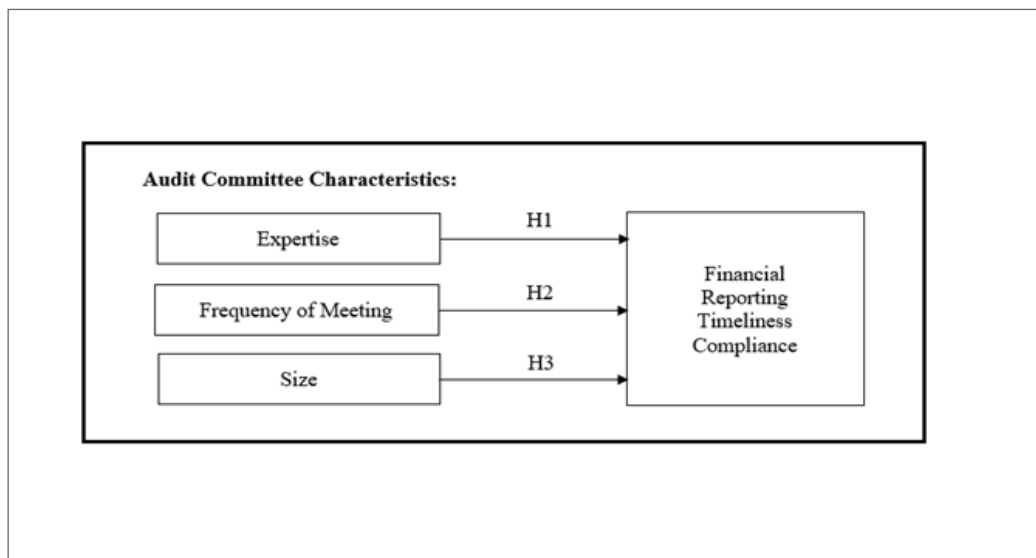 Audit Committee Characteristics:
Expertise
H1
Frequency of Meeting
H2
Size
H3
Financial
Reporting
Timeliness
Compliance